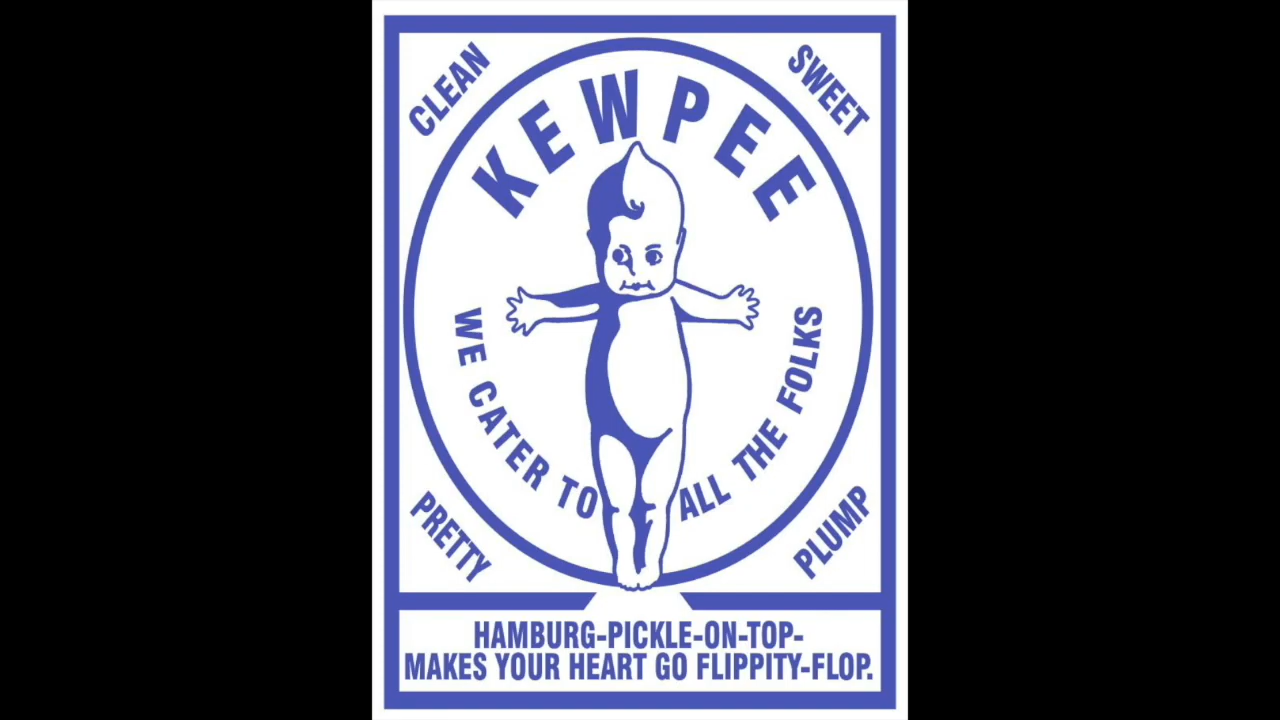 CLEAN
SWEET
KEWPEE
WE CATER TO ALL THE FOLKS
PRETTY
PLUMP
HAMBURG-PICKLE-ON-TOP-
MAKES YOUR HEART GO FLIPPITY-FLOP.